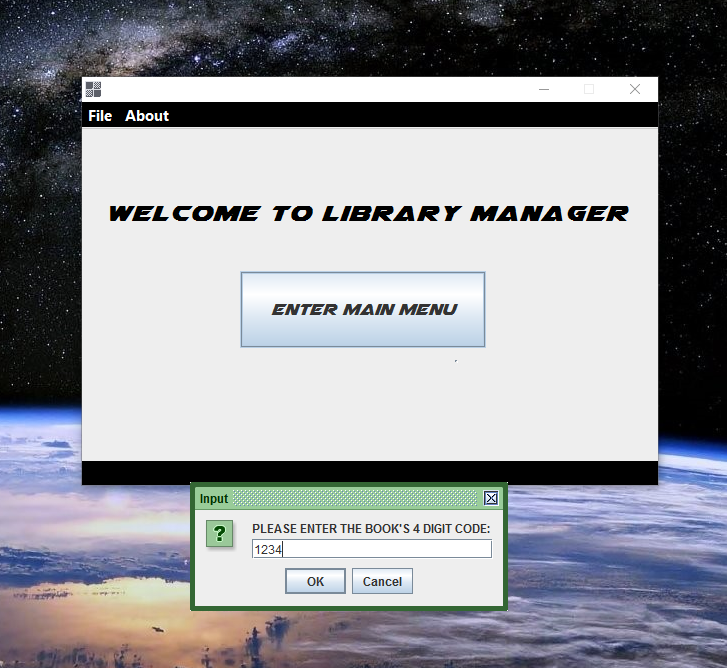 File About
WELCOME TO LIBRARY MANAGER
ENTER MAIN MENU
Input
?
PLEASE ENTER THE BOOK'S 4 DIGIT CODE:
1234
OK Cancel